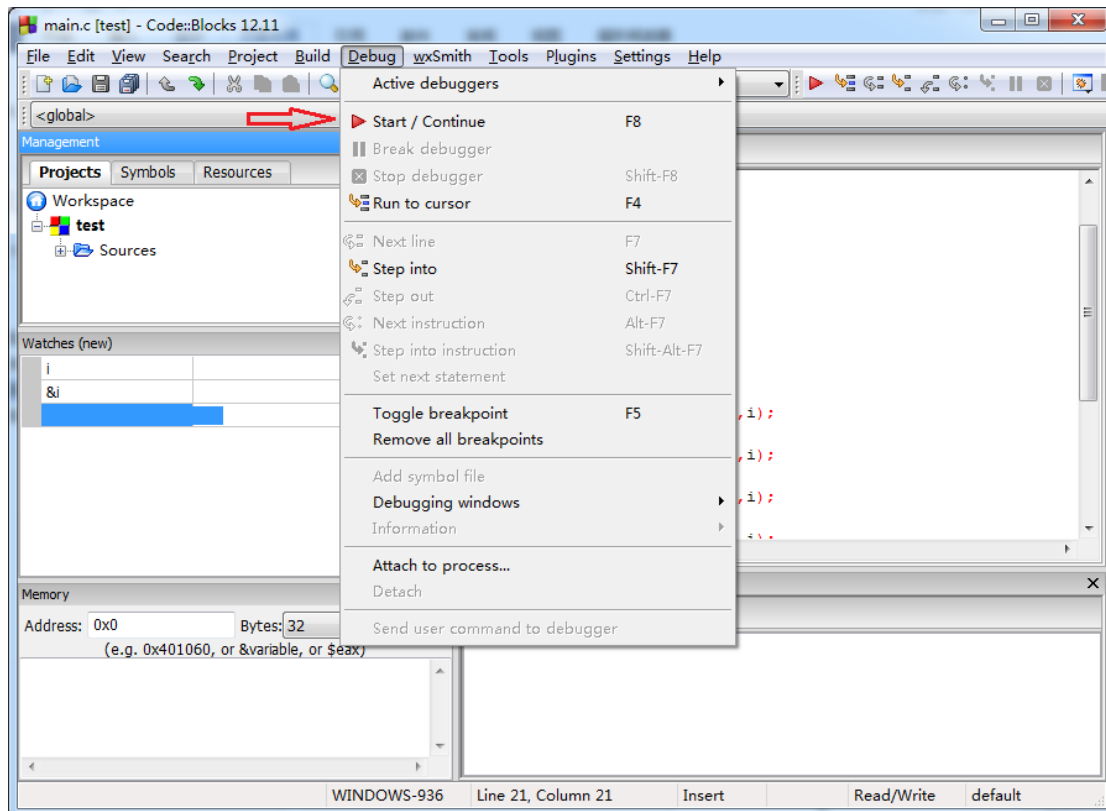 main.c [test] - Code::Blocks 12.11
File Edit View Search Project Build Debug wxSmith Tools Plugins Settings Help
<global>
Management
Projects Symbols Resources
Workspace
test
Sources
Watches (new)
i
&i
Memory
Address: 0x0 Bytes: 32
(e.g. 0x401060, or &variable, or $eax)
Active debuggers
Start / Continue F8
Break debugger
Stop debugger Shift-F8
Run to cursor F4
Next line F7
Step into Shift-F7
Step out Ctrl-F7
Next instruction Alt-F7
Step into instruction Shift-Alt-F7
Set next statement
Toggle breakpoint F5
Remove all breakpoints
Add symbol file
Debugging windows
Information
Attach to process...
Detach
Send user command to debugger
,i);
,i);
,i);
WINDOWS-936 Line 21, Column 21 Insert Read/Write default